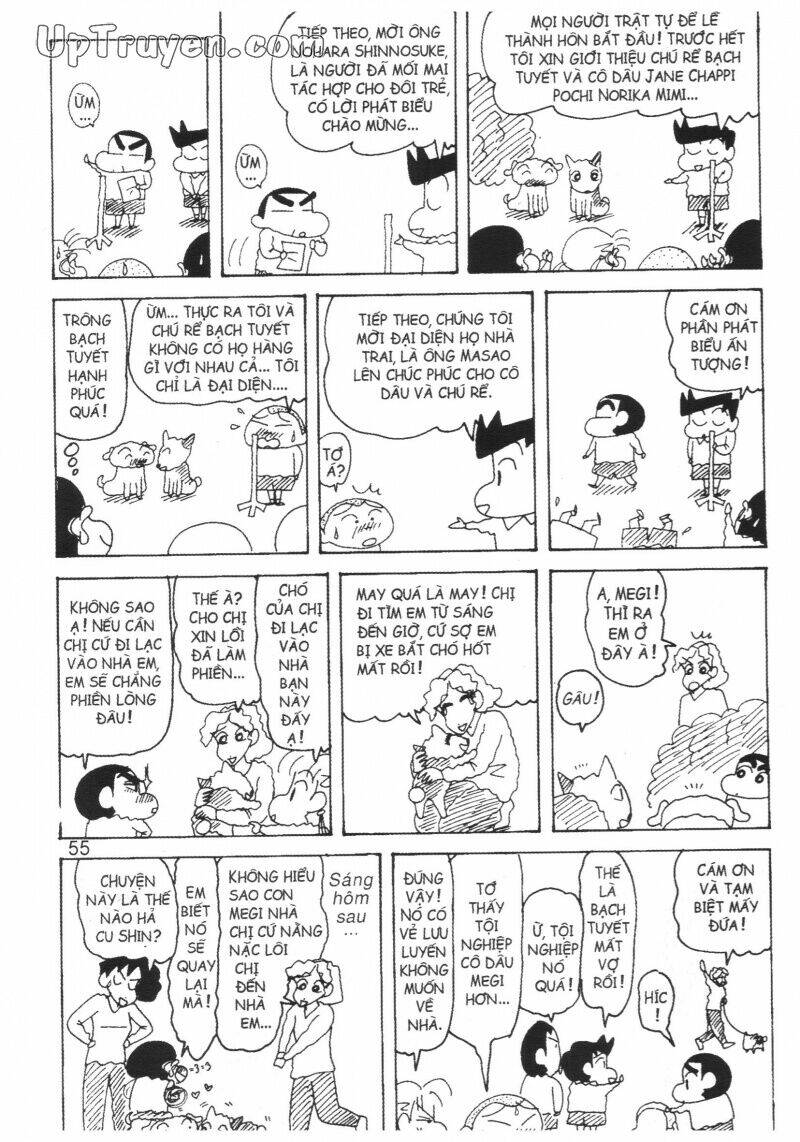 UpTruyen.com
MỌI NGƯỜI TRẬT TỰ ĐỂ LỄ
THÀNH HÔN BẮT ĐẦU! TRƯỚC HẾT
TÔI XIN GIỚI THIỆU CHÚ RỂ BẠCH
TUYẾT VÀ CÔ DÂU JANE CHAPPI
POCHI NORIKA MIMI...
TIẾP THEO, MỜI ÔNG
NOHARA SHINNOSUKE,
LÀ NGƯỜI ĐÃ MỐI MAI
TÁC HỢP CHO ĐÔI TRẺ,
CÓ LỜI PHÁT BIỂU
CHÀO MỪNG...
ỪM
...
ỪM
...
CÁM ƠN
PHẦN PHÁT
BIỂU ẤN
TƯỢNG!
TIẾP THEO, CHÚNG TÔI
MỜI ĐẠI DIỆN HỌ NHÀ
TRAI, LÀ ÔNG MASAO
LÊN CHÚC PHÚC CHO CÔ
DÂU VÀ CHÚ RỂ.
TỚ
Á?
ỪM... THỰC RA TÔI VÀ
CHÚ RỂ BẠCH TUYẾT
KHÔNG CÓ HỌ HÀNG
GÌ VỚI NHAU CẢ... TÔI
CHỈ LÀ ĐẠI DIỆN....
TRÔNG
BẠCH
TUYẾT
HẠNH
PHÚC
QUÁ!
A, MEGI!
THÌ RA
EM Ở
ĐÂY À!
GÂU!
MAY QUÁ LÀ MAY! CHỊ
ĐI TÌM EM TỪ SÁNG
ĐẾN GIỜ, CỨ SỢ EM
BỊ XE BẮT CHÓ HỐT
MẤT RỒI!
CHÓ
CỦA CHỊ
ĐI LẠC
VÀO
NHÀ
BẠN
NÀY
ĐẤY
Ạ!
THẾ À?
CHO CHỊ
XIN LỖI
ĐÃ LÀM
PHIỀN...
KHÔNG SAO
Ạ! NẾU CẦN
CHỊ CỨ ĐI LẠC
VÀO NHÀ EM,
EM SẼ CHẲNG
PHIỀN LÒNG
ĐÂU!
55
CÁM ƠN
VÀ TẠM
BIỆT MẤY
ĐỨA!
HÍC!
THẾ
LÀ
BẠCH
TUYẾT
MẤT
VỢ
RỒI!
Ữ, TỘI
NGHIỆP
NÓ
QUÁ!
TỚ
THẤY
TỘI
NGHIỆP
CÔ DÂU
MEGI
HƠN...
ĐÚNG
VẬY!
NÓ CÓ
VẺ LƯU
LUYẾN
KHÔNG
MUỐN
VỀ
NHÀ.
Sáng
hôm
sau
...
KHÔNG HIỂU
SAO CON
MEGI NHÀ
CHỊ CỨ NẰNG
NẶC LÔI
CHỊ
ĐẾN
NHÀ
EM...
EM
BIẾT
NÓ
SẼ
QUAY
LẠI
MÀ!
CHUYỆN
NÀY LÀ THẾ
NÀO HẢ
CU SHIN?